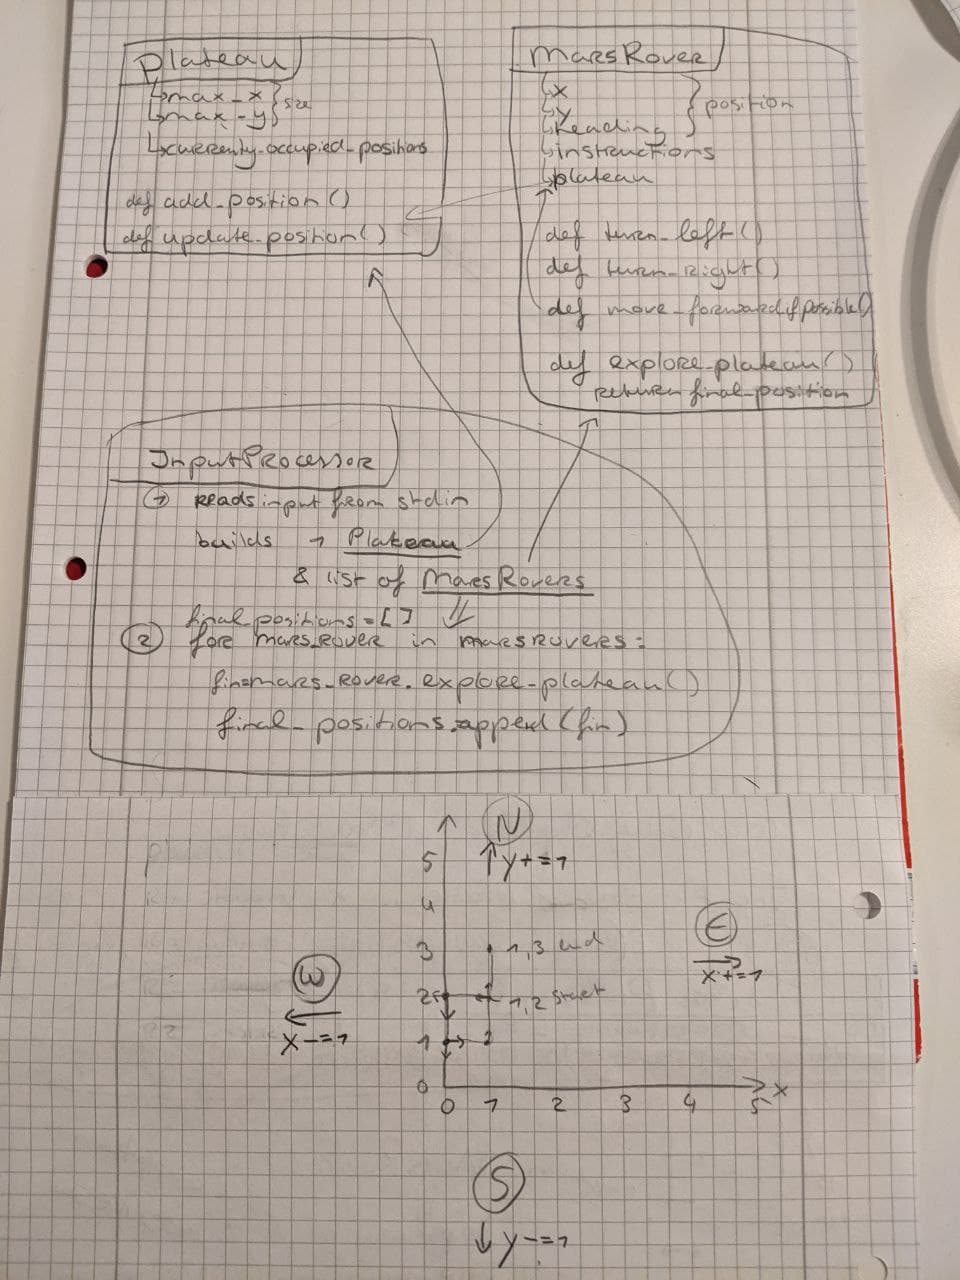 Plateau
max_x
max_y
size
currently_occupied_positions
def add_position()
def update_position()
MarsRover
x
y
heading
position
instructions
plateau
def turn_left()
def turn_right()
def move_forwardifpossible()
def explore_plateau()
return final_position
InputProcessor
1 reads input from stdin
builds → Plateau
& list of MarsRovers
final_positions = []
2 for mars_rover in marsrovers:
fin=mars_rover.explore_plateau()
final_positions.append(fin)
N
5 y+=1
4
3 1,3 end
E
x+=1
W
2 1,2 start
x-=1
1
0
x
0 1 2 3 4 5
S
y-=1